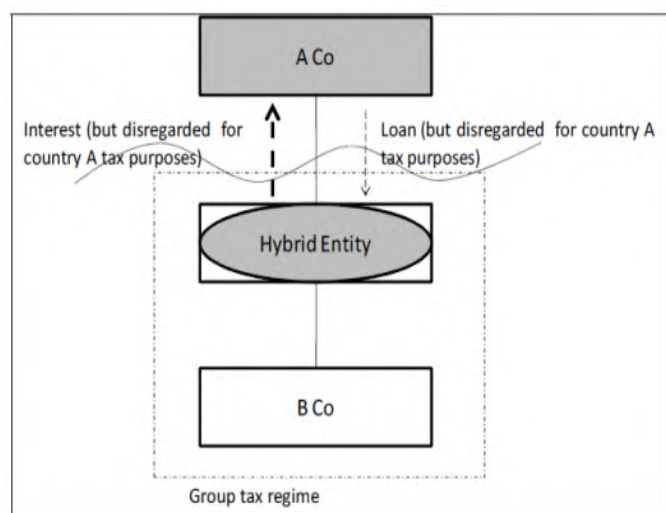 A Co
Interest (but disregarded for
country A tax purposes)
Loan (but disregarded for country A
tax purposes)
Hybrid Entity
B Co
Group tax regime